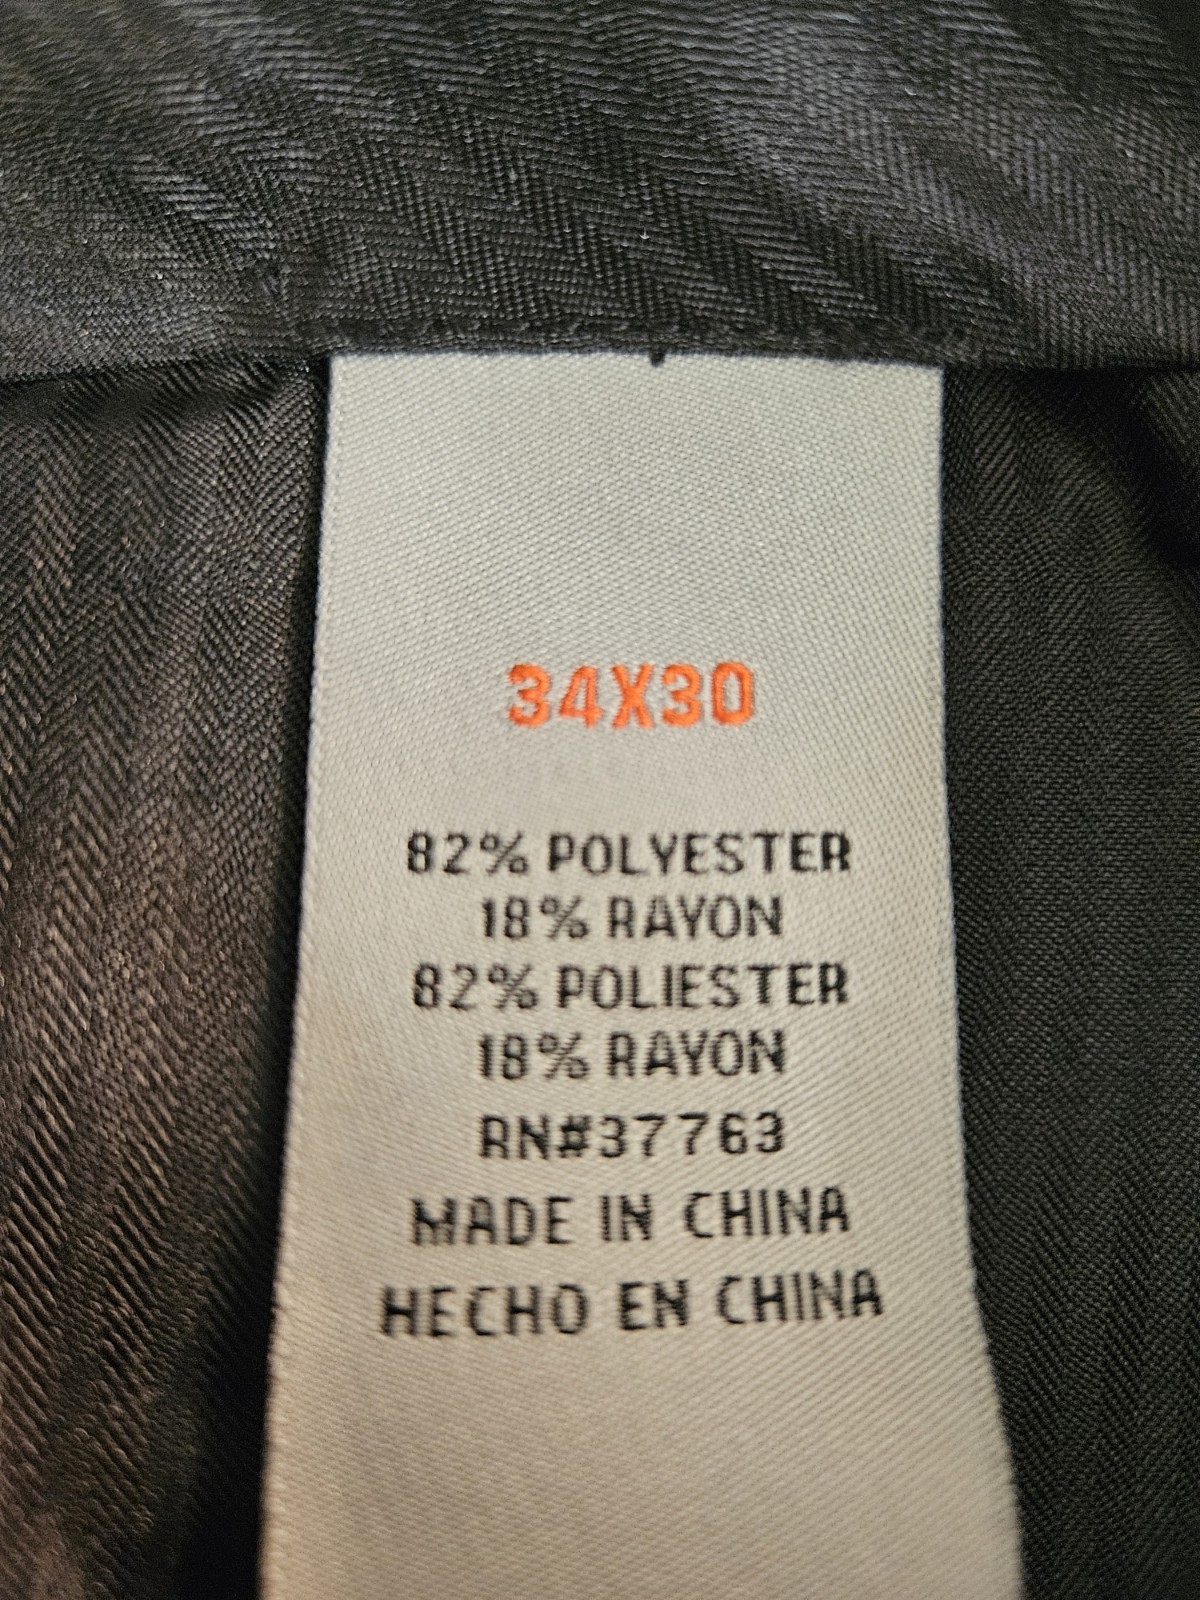 34X30
82% POLYESTER
18% RAYON
82% POLIESTER
18% RAYON
RN#37763
MADE IN CHINA
HECHO EN CHINA